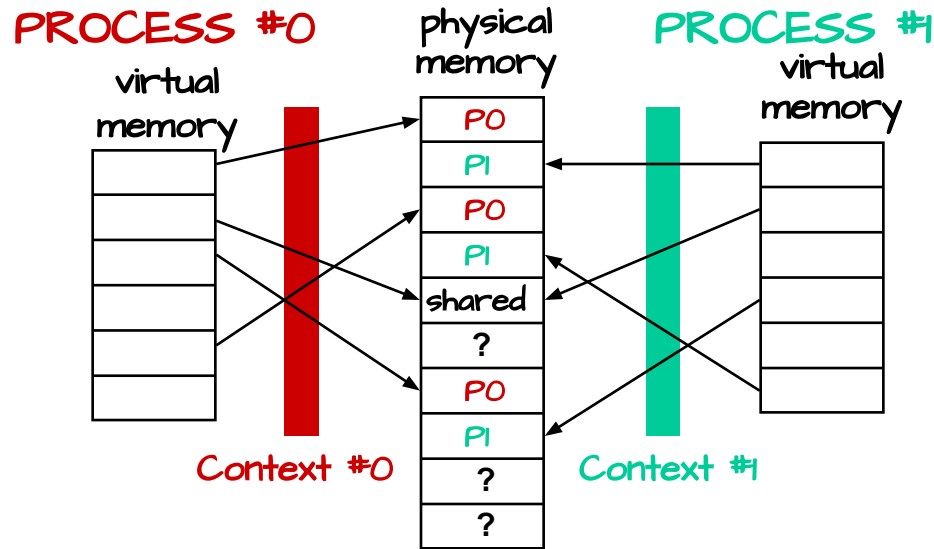 PROCESS #0
physical
memory
PROCESS #1
virtual
memory
virtual
memory
P0
P1
P0
P1
shared
?
P0
P1
?
?
Context #0
Context #1